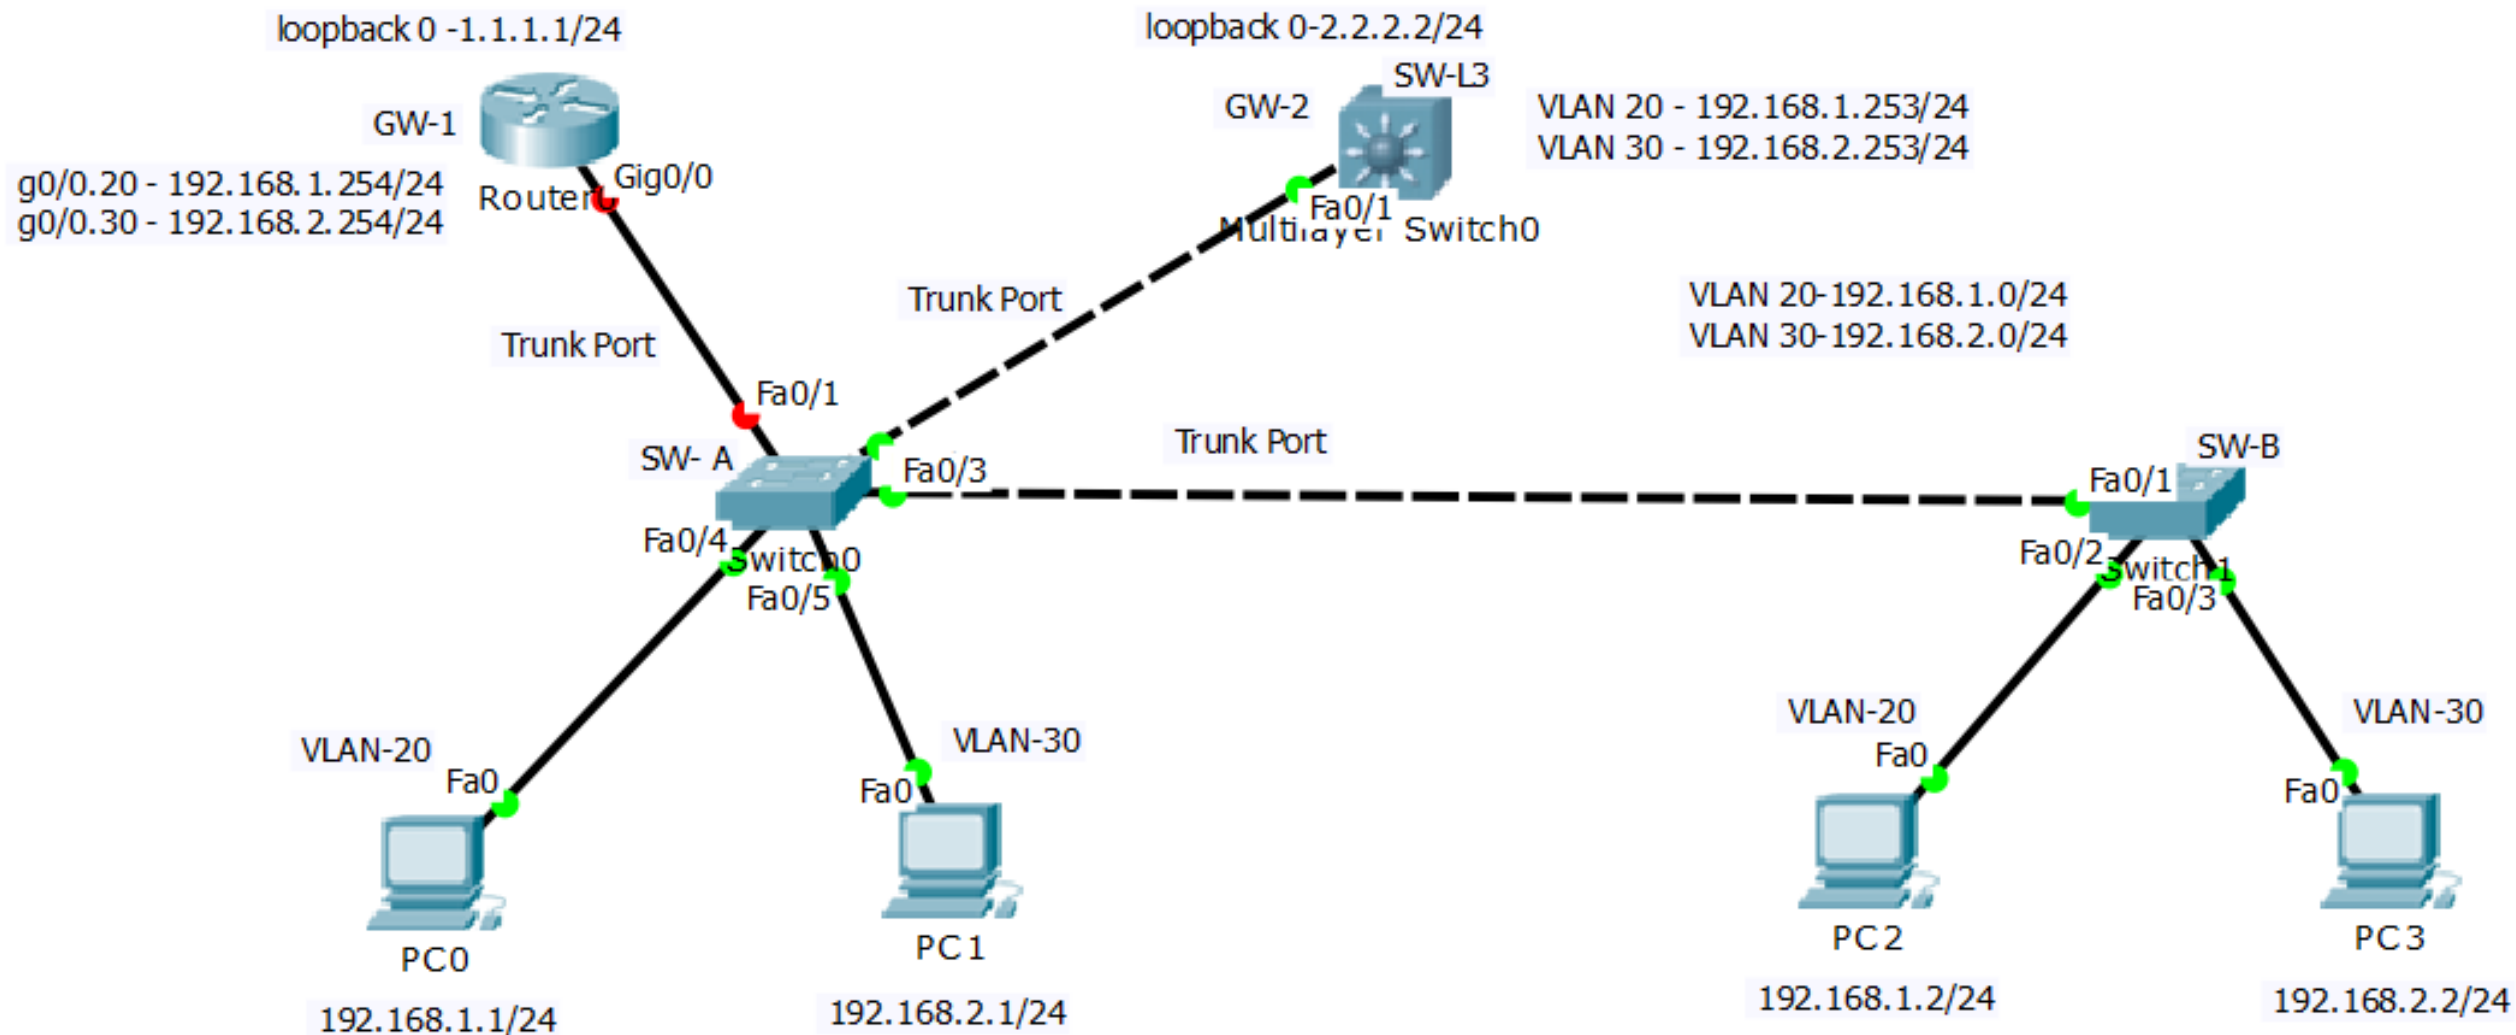 loopback 0 -1.1.1.1/24
loopback 0-2.2.2.2/24
SW-L3
GW-1
GW-2
VLAN 20 - 192.168.1.253/24
VLAN 30 - 192.168.2.253/24
g0/0.20 - 192.168.1.254/24
g0/0.30 - 192.168.2.254/24
Gig0/0
Router0
Fa0/1
Multilayer Switch0
Trunk Port
VLAN 20-192.168.1.0/24
VLAN 30-192.168.2.0/24
Trunk Port
Fa0/1
Trunk Port
SW- A
Fa0/3
SW-B
Fa0/1
Fa0/4
Switch0
Fa0/5
Fa0/2
Switch1
Fa0/3
VLAN-20
Fa0
VLAN-30
Fa0
VLAN-20
Fa0
VLAN-30
Fa0
PC0
PC1
PC2
PC3
192.168.1.1/24
192.168.2.1/24
192.168.1.2/24
192.168.2.2/24